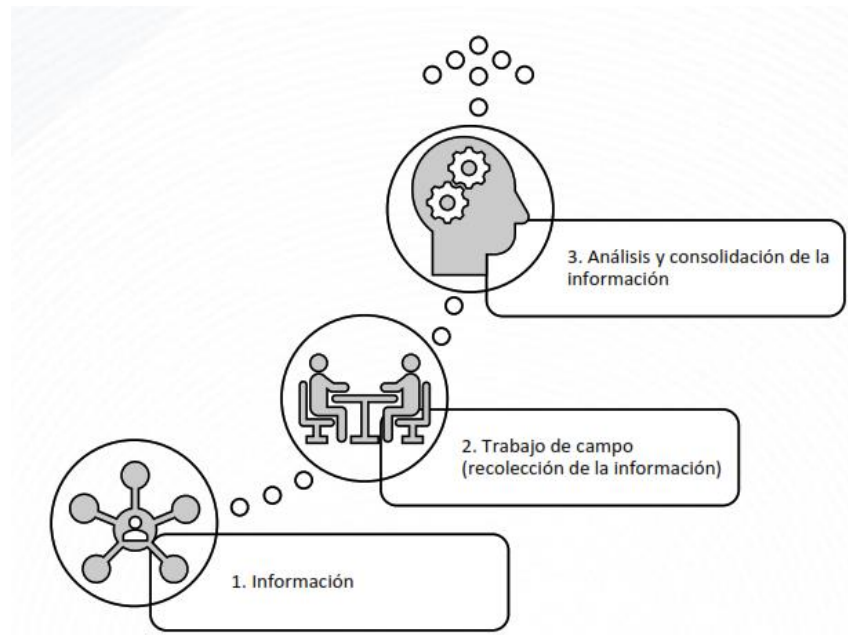 3. Análisis y consolidación de la
información
2. Trabajo de campo
(recolección de la información)
1. Información